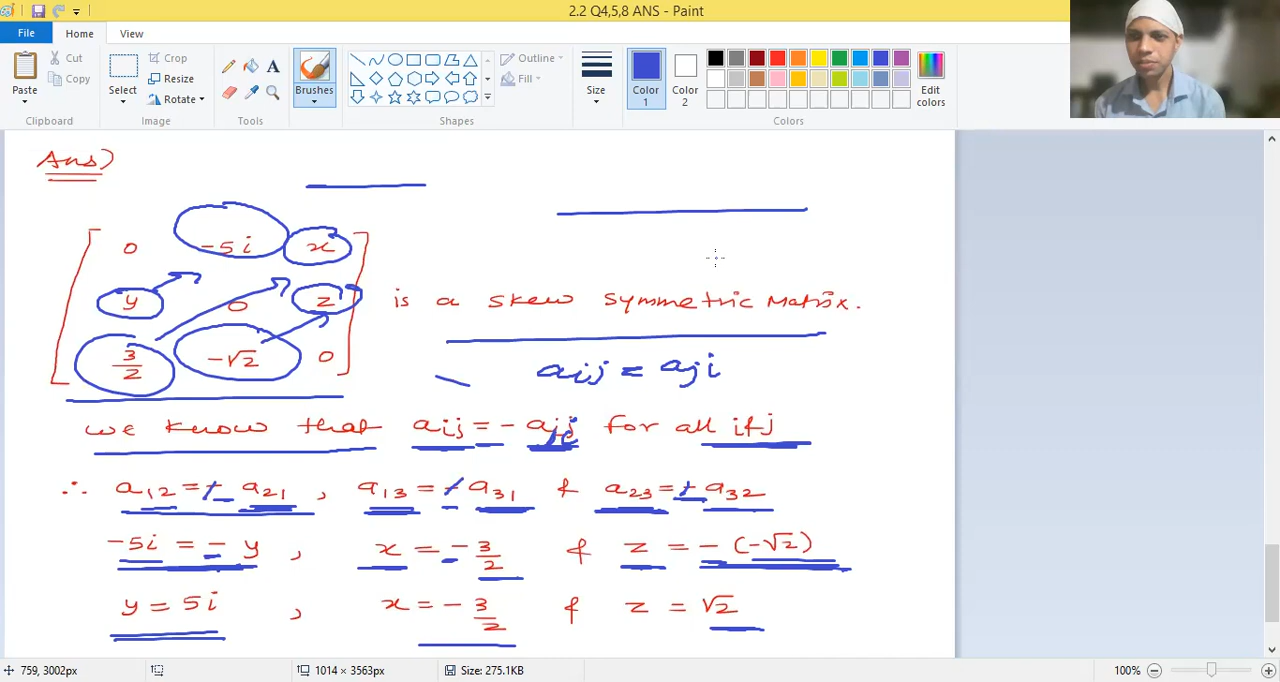 2.2 Q4,5,8 ANS - Paint
File Home View
Paste Cut Copy Select Crop Resize Rotate Brushes Outline Fill Size Color 1 Color 2 Edit colors
Clipboard Image Tools Shapes Colors
Ans)
0 -5i x
y 0 z is a skew symmetric Matrix.
3/2 -√2 0
aij = aji
we know that aij = - aji for all i≠j
∴ a12 = - a21 , a13 = - a31 & a23 = - a32
-5i = - y , x = - 3/2 & z = - (-√2)
y = 5i , x = - 3/2 & z = √2
759, 3002px 1014 × 3563px Size: 275.1KB 100%